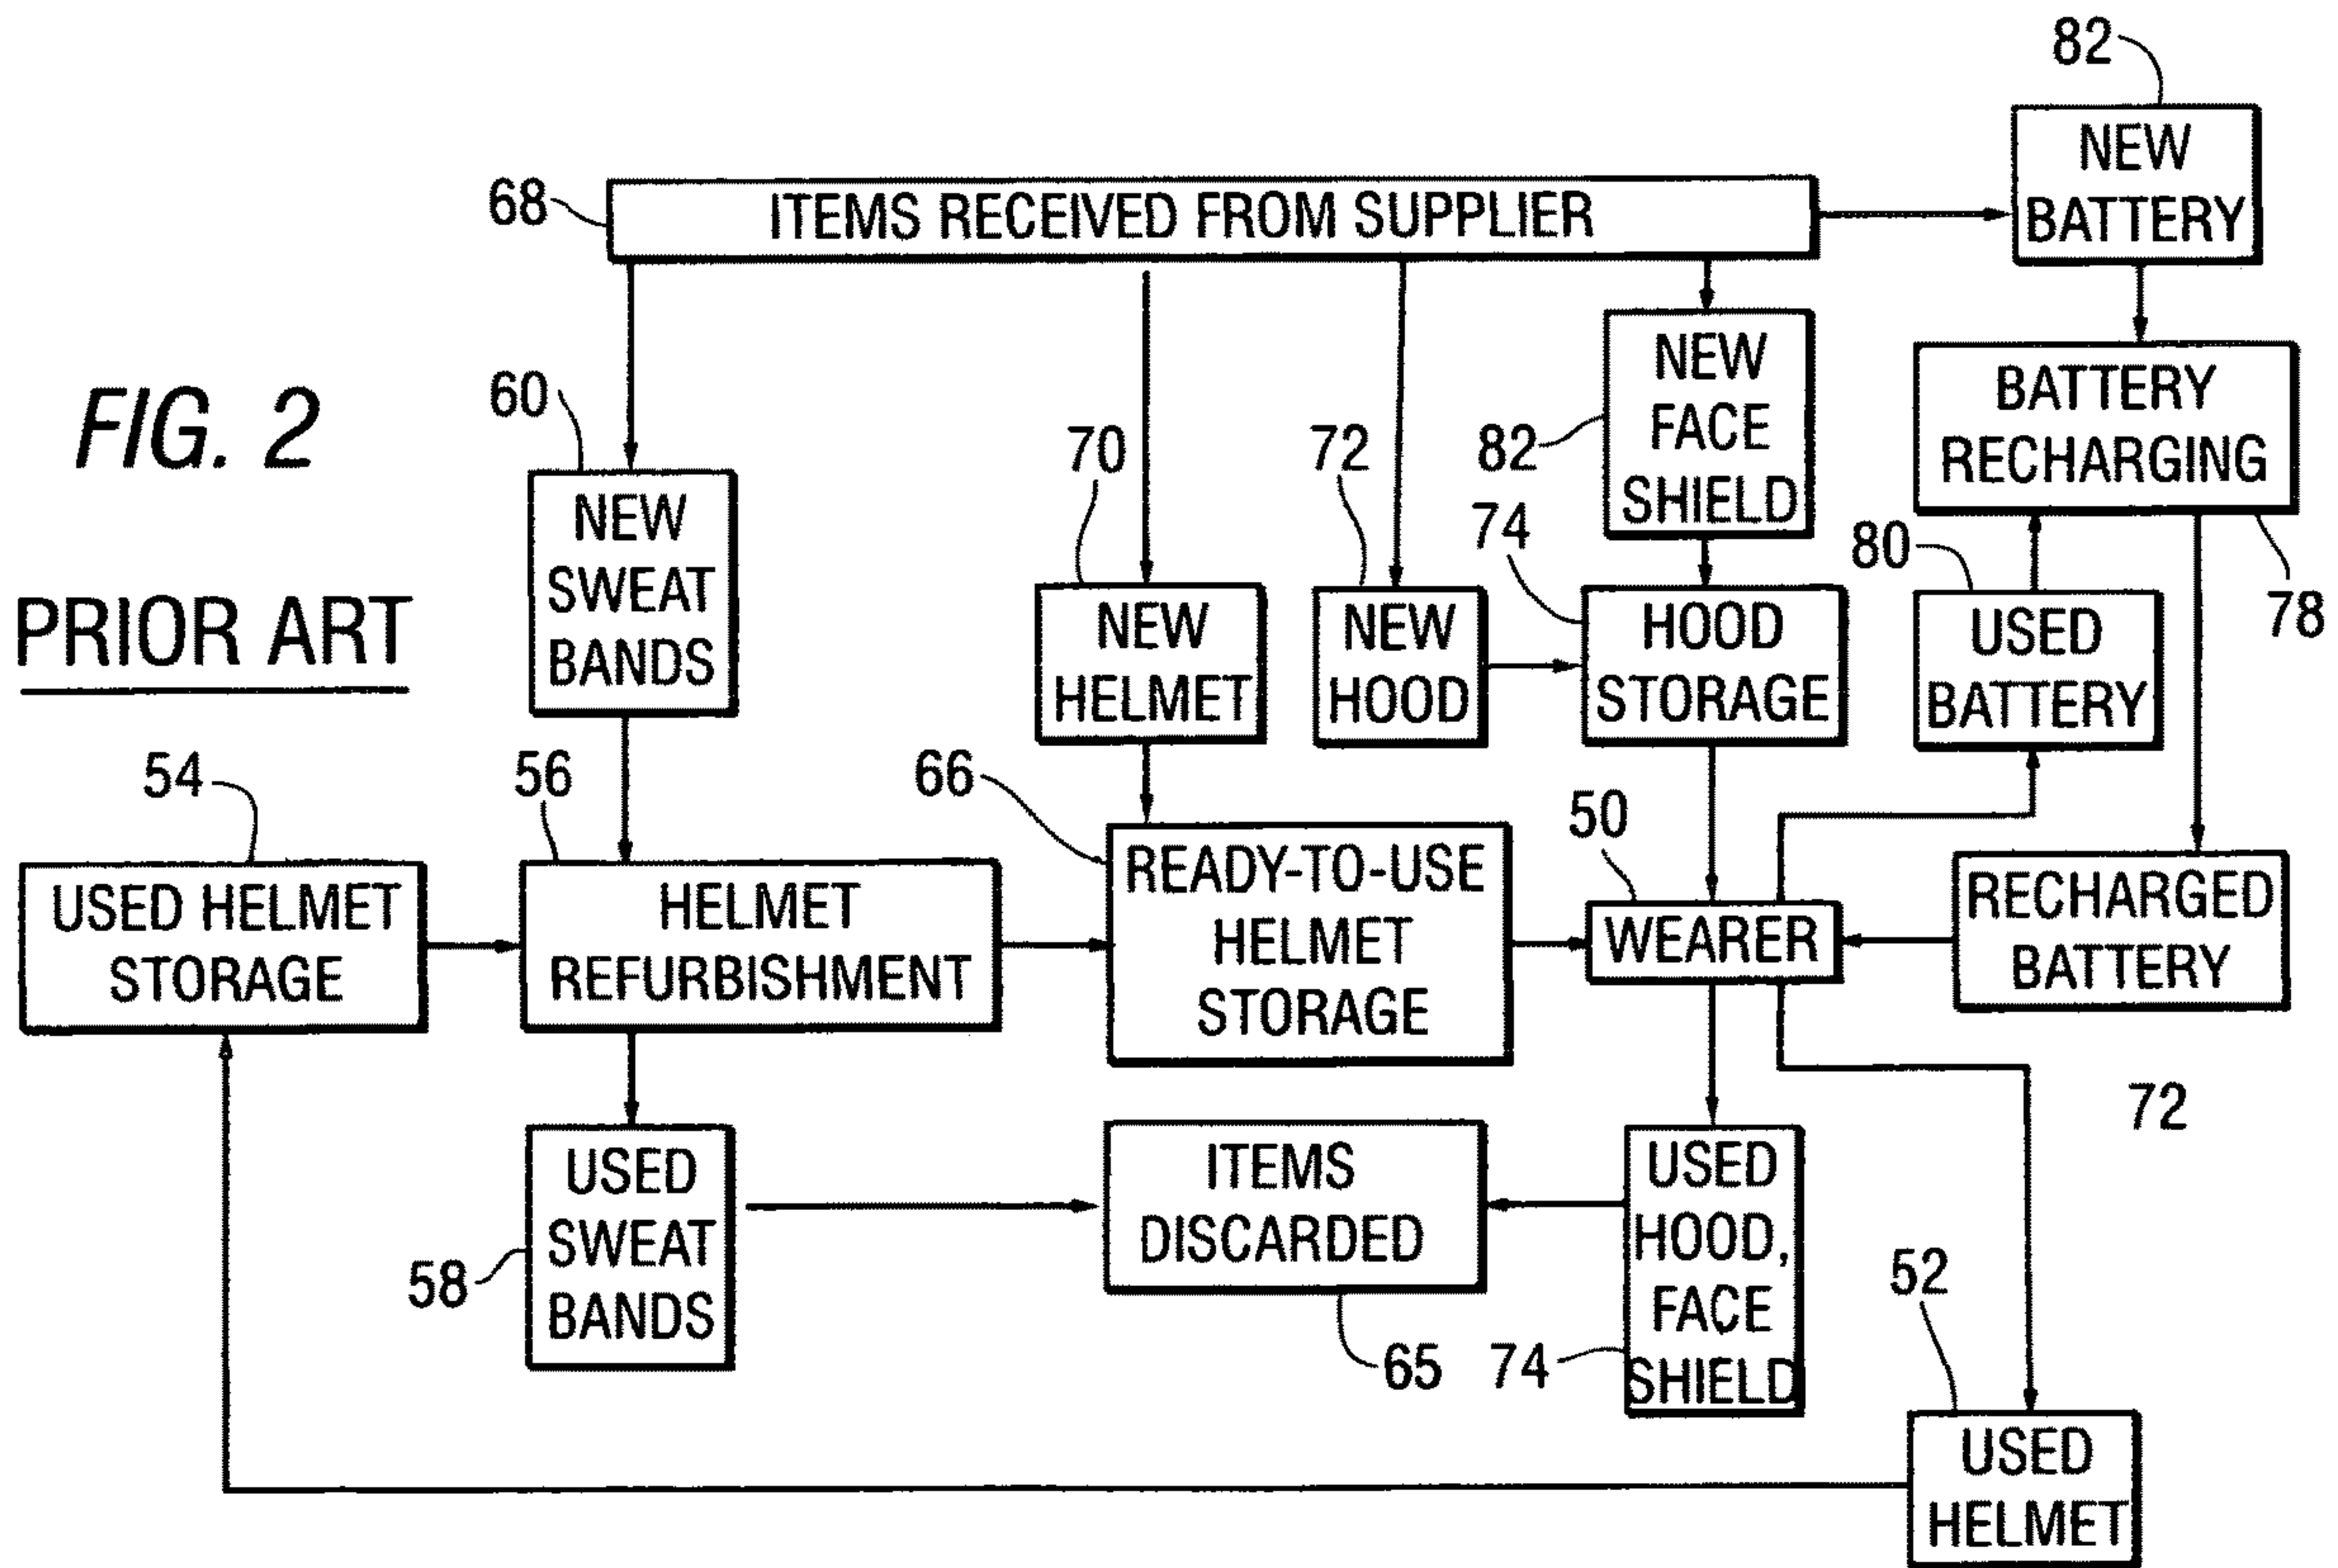 82
NEW
BATTERY
68
ITEMS RECEIVED FROM SUPPLIER
FIG. 2
PRIOR ART
60
NEW
SWEAT
BANDS
70
NEW
HELMET
72
NEW
HOOD
82
NEW
FACE
SHIELD
74
HOOD
STORAGE
BATTERY
RECHARGING
78
80
USED
BATTERY
54
USED HELMET
STORAGE
56
HELMET
REFURBISHMENT
66
READY-TO-USE
HELMET
STORAGE
50
WEARER
RECHARGED
BATTERY
72
58
USED
SWEAT
BANDS
ITEMS
DISCARDED
65
74
USED
HOOD,
FACE
SHIELD
52
USED
HELMET